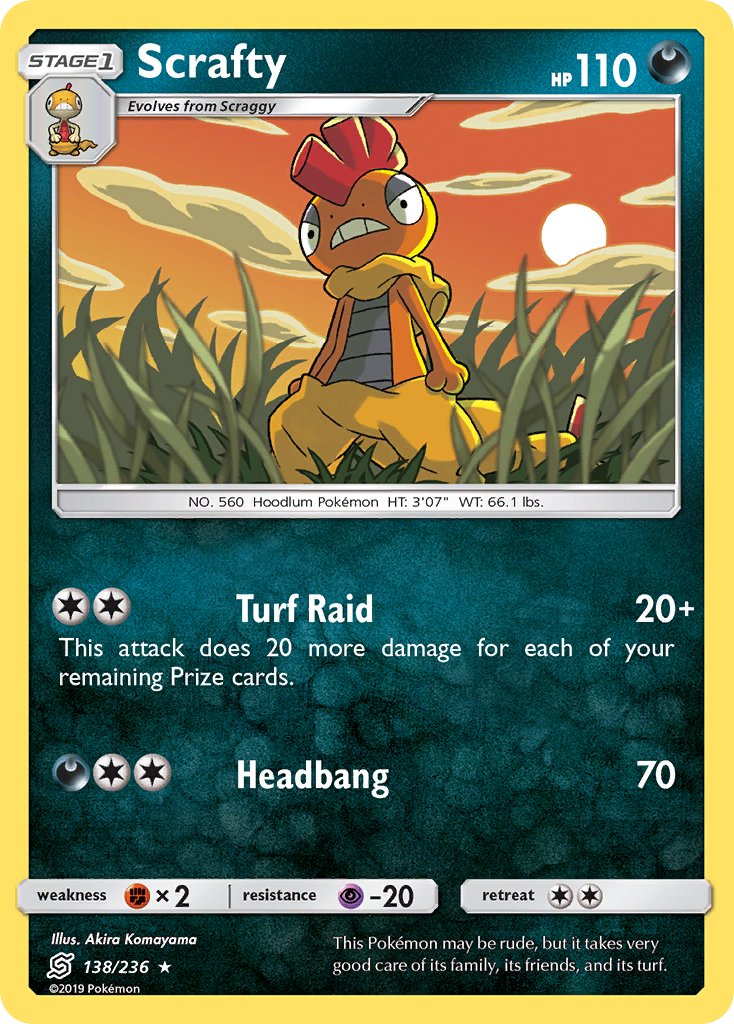 STAGE1
Scrafty
HP 110
Evolves from Scraggy
NO. 560 Hoodlum Pokémon HT: 3'07" WT: 66.1 lbs.
Turf Raid 20+
This attack does 20 more damage for each of your
remaining Prize cards.
Headbang 70
weakness ×2 resistance -20 retreat
Illus. Akira Komayama
138/236 ★
©2019 Pokémon
This Pokémon may be rude, but it takes very
good care of its family, its friends, and its turf.